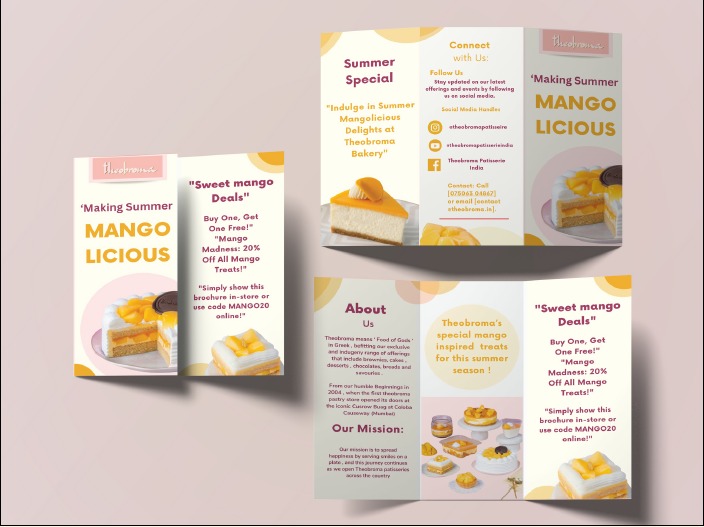 theobroma
‘Making Summer
MANGO
LICIOUS
"Sweet mango
Deals"
Buy One, Get
One Free!"
"Mango
Madness: 20%
Off All Mango
Treats!"
"Simply show this
brochure in-store or
use code MANGO20
online!"
Summer
Special
"Indulge in Summer
Mangolicious
Delights at
Theobroma
Bakery"
Connect
with Us:
Follow Us
Stay updated on our latest
offerings and events by following
us on social media.
Social Media Handles
@theobromapatisseire
@theobromapatisserieindia
Theobroma Patisserie
India
Contact: Call
[075063 04867]
or email [contact
@theobroma.in].
theobroma
‘Making Summer
MANGO
LICIOUS
About
Us
Theobroma means ' Food of Gods.'
in Greek , befitting our exclusive
and indugeny range of offerings
that include brownies, cakes ,
desserts , chocolates, breads and
savouries .
From our humble Beginnings in
2004 , when the first theobroma
pastry store opened its doors at
the iconic Cusrow Buag at Colaba
Causeway (Mumbai)
Our Mission:
Our mission is to spread
happiness by serving smiles on a
plate , and this journey continues
as we open Theobroma patisseries
across the country
Theobroma's
special mango
inspired treats
for this summer
season !
"Sweet mango
Deals"
Buy One, Get
One Free!"
"Mango
Madness: 20%
Off All Mango
Treats!"
"Simply show this
brochure in-store or
use code MANGO20
online!"